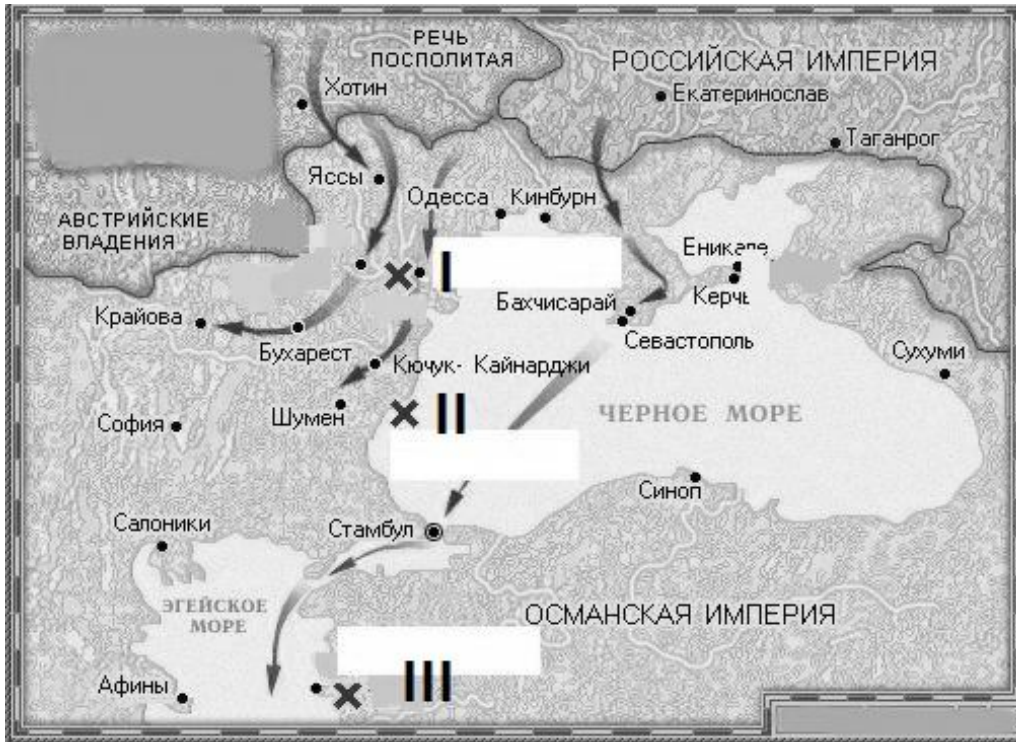 РЕЧЬ
ПОСПОЛИТАЯ
РОССИЙСКАЯ ИМПЕРИЯ
Хотин
Екатеринослав
Таганрог
Яссы
Одесса
Кинбурн
АВСТРИЙСКИЕ
ВЛАДЕНИЯ
I
Еникале
Керчь
Бахчисарай
Севастополь
Крайова
Бухарест
Кючук- Кайнарджи
Сухуми
Шумен
II
ЧЕРНОЕ МОРЕ
София
Синоп
Салоники
Стамбул
ЭГЕЙСКОЕ
МОРЕ
ОСМАНСКАЯ ИМПЕРИЯ
Афины
III